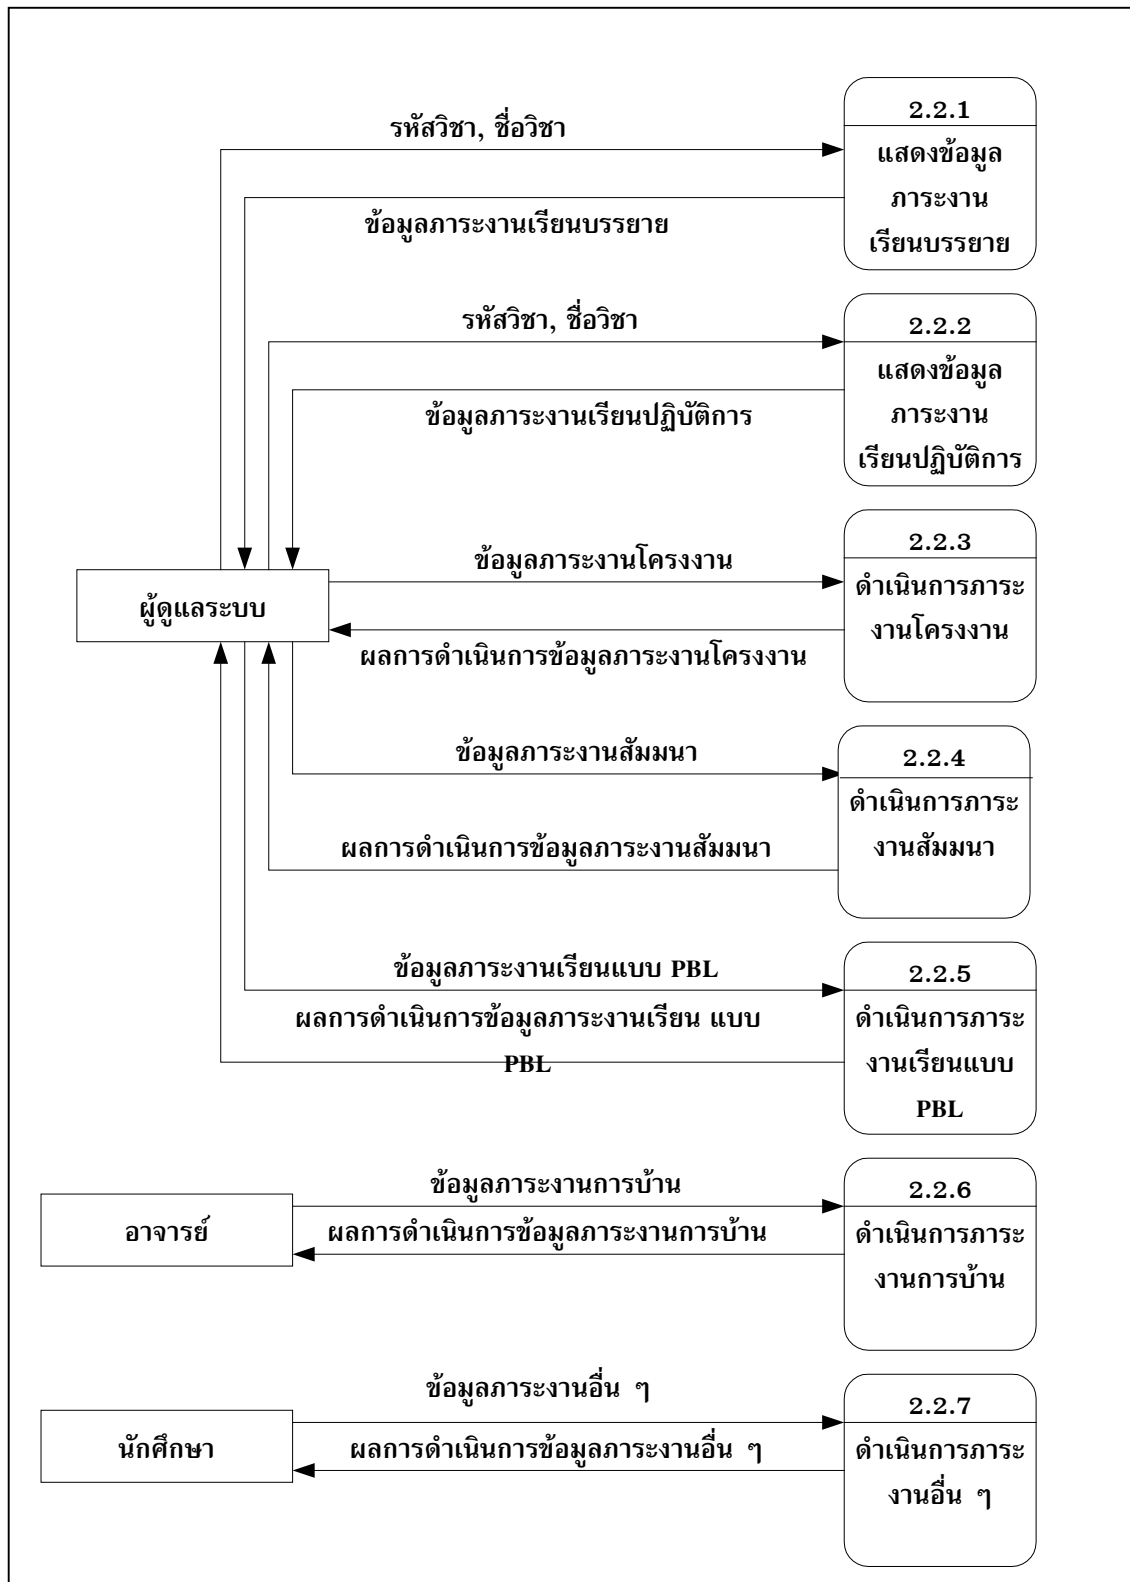 รหัสวิชา, ชื่อวิชา
2.2.1
แสดงข้อมูล
ภาระงาน
เรียนบรรยาย
ข้อมูลภาระงานเรียนบรรยาย
รหัสวิชา, ชื่อวิชา
2.2.2
แสดงข้อมูล
ภาระงาน
เรียนปฏิบัติการ
ข้อมูลภาระงานเรียนปฏิบัติการ
ผู้ดูแลระบบ
ข้อมูลภาระงานโครงงาน
2.2.3
ดำเนินการภาระ
งานโครงงาน
ผลการดำเนินการข้อมูลภาระงานโครงงาน
ข้อมูลภาระงานสัมมนา
2.2.4
ดำเนินการภาระ
งานสัมมนา
ผลการดำเนินการข้อมูลภาระงานสัมมนา
ข้อมูลภาระงานเรียนแบบ PBL
2.2.5
ดำเนินการภาระ
งานเรียนแบบ
PBL
ผลการดำเนินการข้อมูลภาระงานเรียน แบบ
PBL
อาจารย์
ข้อมูลภาระงานการบ้าน
2.2.6
ดำเนินการภาระ
งานการบ้าน
ผลการดำเนินการข้อมูลภาระงานการบ้าน
นักศึกษา
ข้อมูลภาระงานอื่น ๆ
2.2.7
ดำเนินการภาระ
งานอื่น ๆ
ผลการดำเนินการข้อมูลภาระงานอื่น ๆ